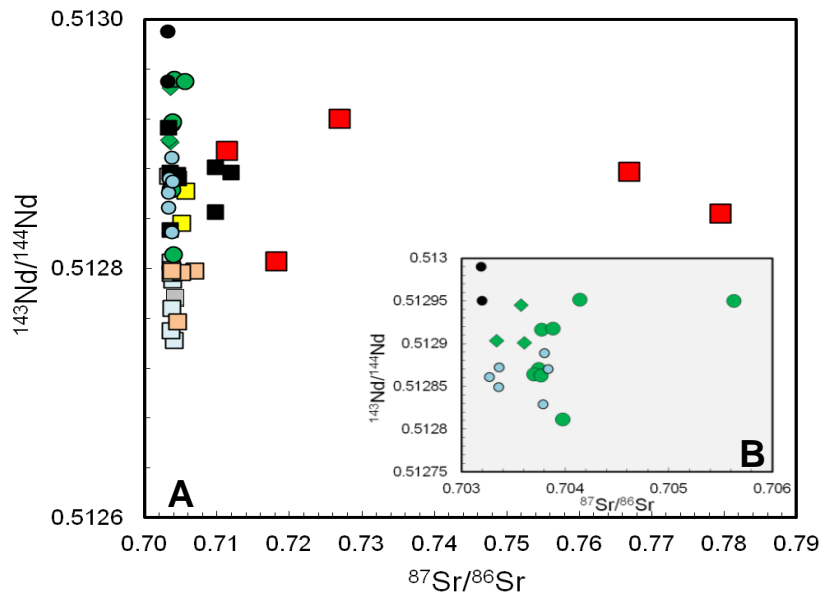 0.5130
0.5128
0.5126
¹⁴³Nd/¹⁴⁴Nd
A
0.70 0.71 0.72 0.73 0.74 0.75 0.76 0.77 0.78 0.79
⁸⁷Sr/⁸⁶Sr
0.513
0.51295
0.5129
0.51285
0.5128
0.51275
¹⁴³Nd/¹⁴⁴Nd
B
0.703 0.704 0.705 0.706
⁸⁷Sr/⁸⁶Sr